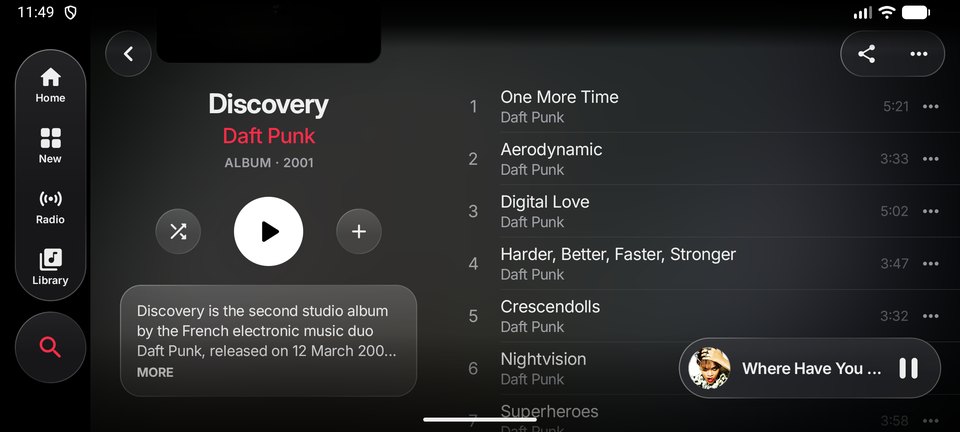 11:49
Home
New
Radio
Library
Discovery
Daft Punk
ALBUM · 2001
Discovery is the second studio album
by the French electronic music duo
Daft Punk, released on 12 March 200...
MORE
1 One More Time 5:21
Daft Punk
2 Aerodynamic 3:33
Daft Punk
3 Digital Love 5:02
Daft Punk
4 Harder, Better, Faster, Stronger 3:47
Daft Punk
5 Crescendolls 3:32
Daft Punk
6 Nightvision
Daft Punk
Where Have You ...
7 Superheroes 3:58